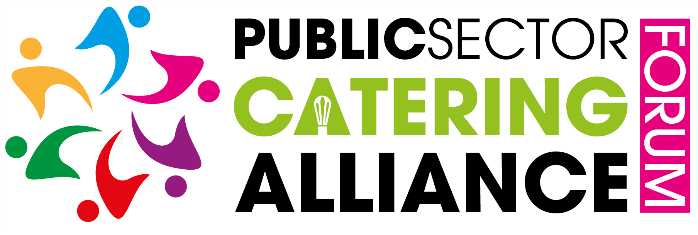 PUBLICSECTOR
CATERING
ALLIANCE
FORUM